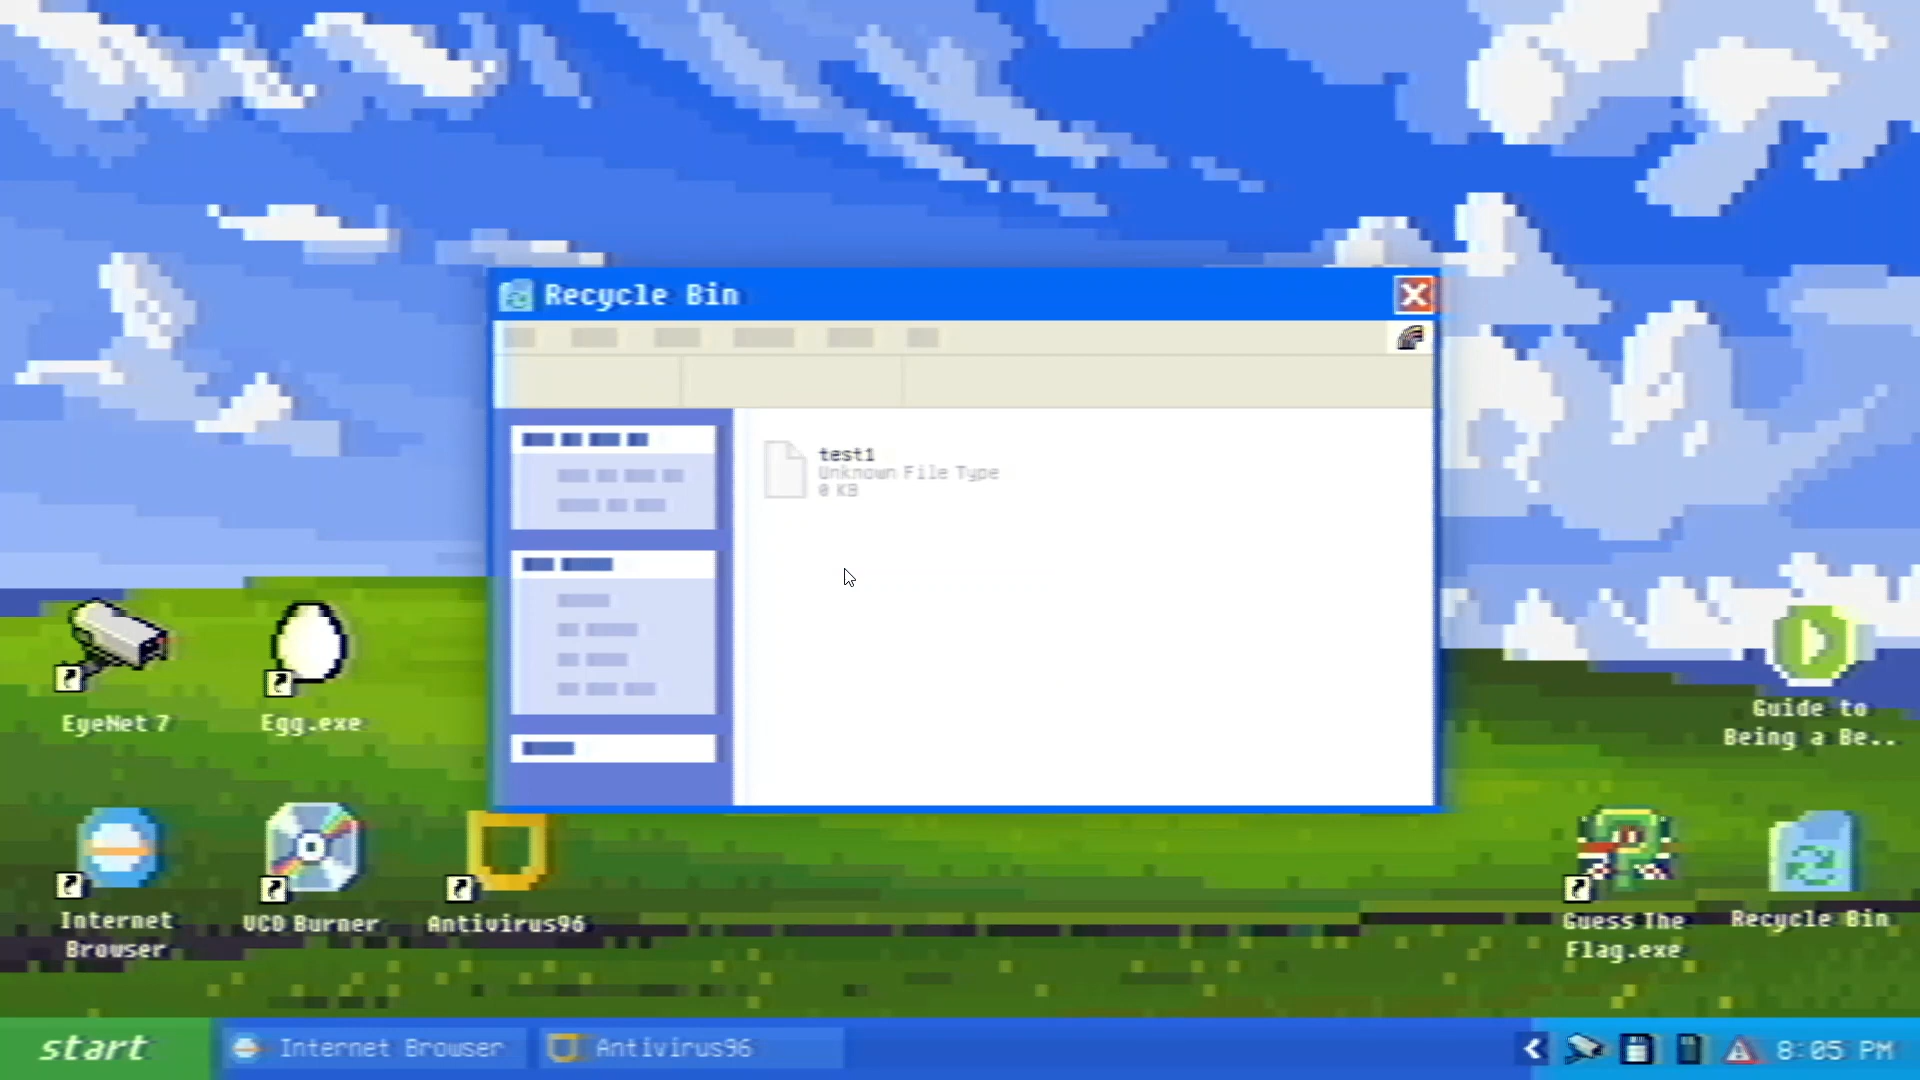 Recycle Bin
test1
Unknown File Type
0 KB
EyeNet 7
Egg.exe
Guide to
Being a Be..
Internet
Browser
VCD Burner
Antivirus96
Guess The
Flag.exe
Recycle Bin
start
Internet Browser
Antivirus96
8:05 PM